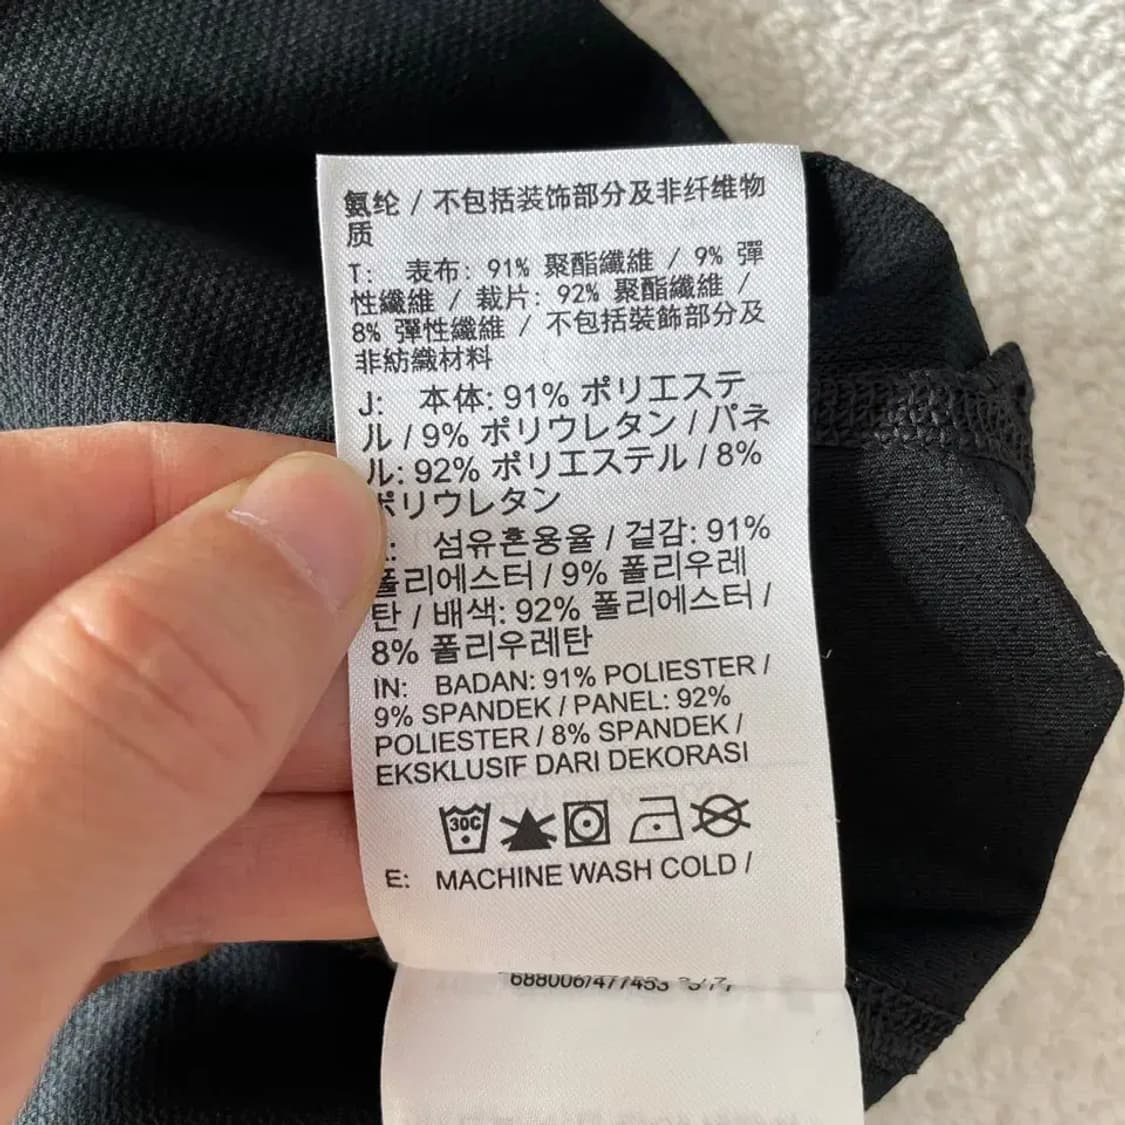 氨纶 / 不包括装饰部分及非纤维物
质
T: 表布: 91% 聚酯纖維 / 9% 彈
性纖維 / 裁片: 92% 聚酯纖維 /
8% 彈性纖維 / 不包括裝飾部分及
非紡織材料
J: 本体: 91% ポリエステ
ル / 9% ポリウレタン / パネ
ル: 92% ポリエステル / 8%
ポリウレタン
섬유혼용율 / 겉감: 91%
폴리에스터 / 9% 폴리우레
탄 / 배색: 92% 폴리에스터 /
8% 폴리우레탄
IN: BADAN: 91% POLIESTER /
9% SPANDEK / PANEL: 92%
POLIESTER / 8% SPANDEK /
EKSKLUSIF DARI DEKORASI
30C
E: MACHINE WASH COLD /